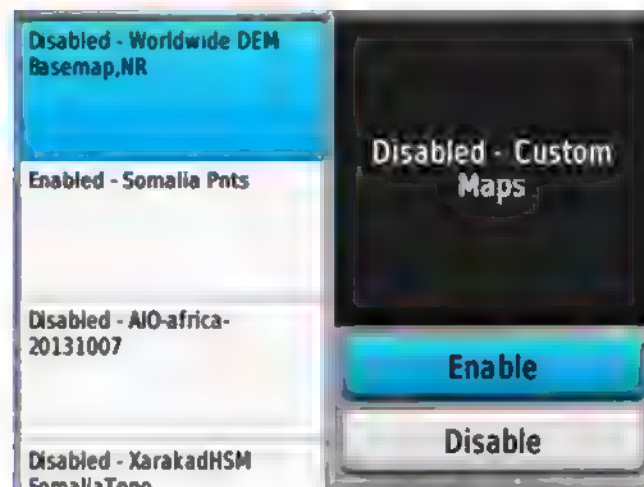 Disabled - Worldwide DEM
Basemap,NR
Enabled - Somalia Pnts
Disabled - AIO-africa-
20131007
Disabled - XarakadHSM
SomaliaTopo
Disabled - Custom
Maps
Enable
Disable